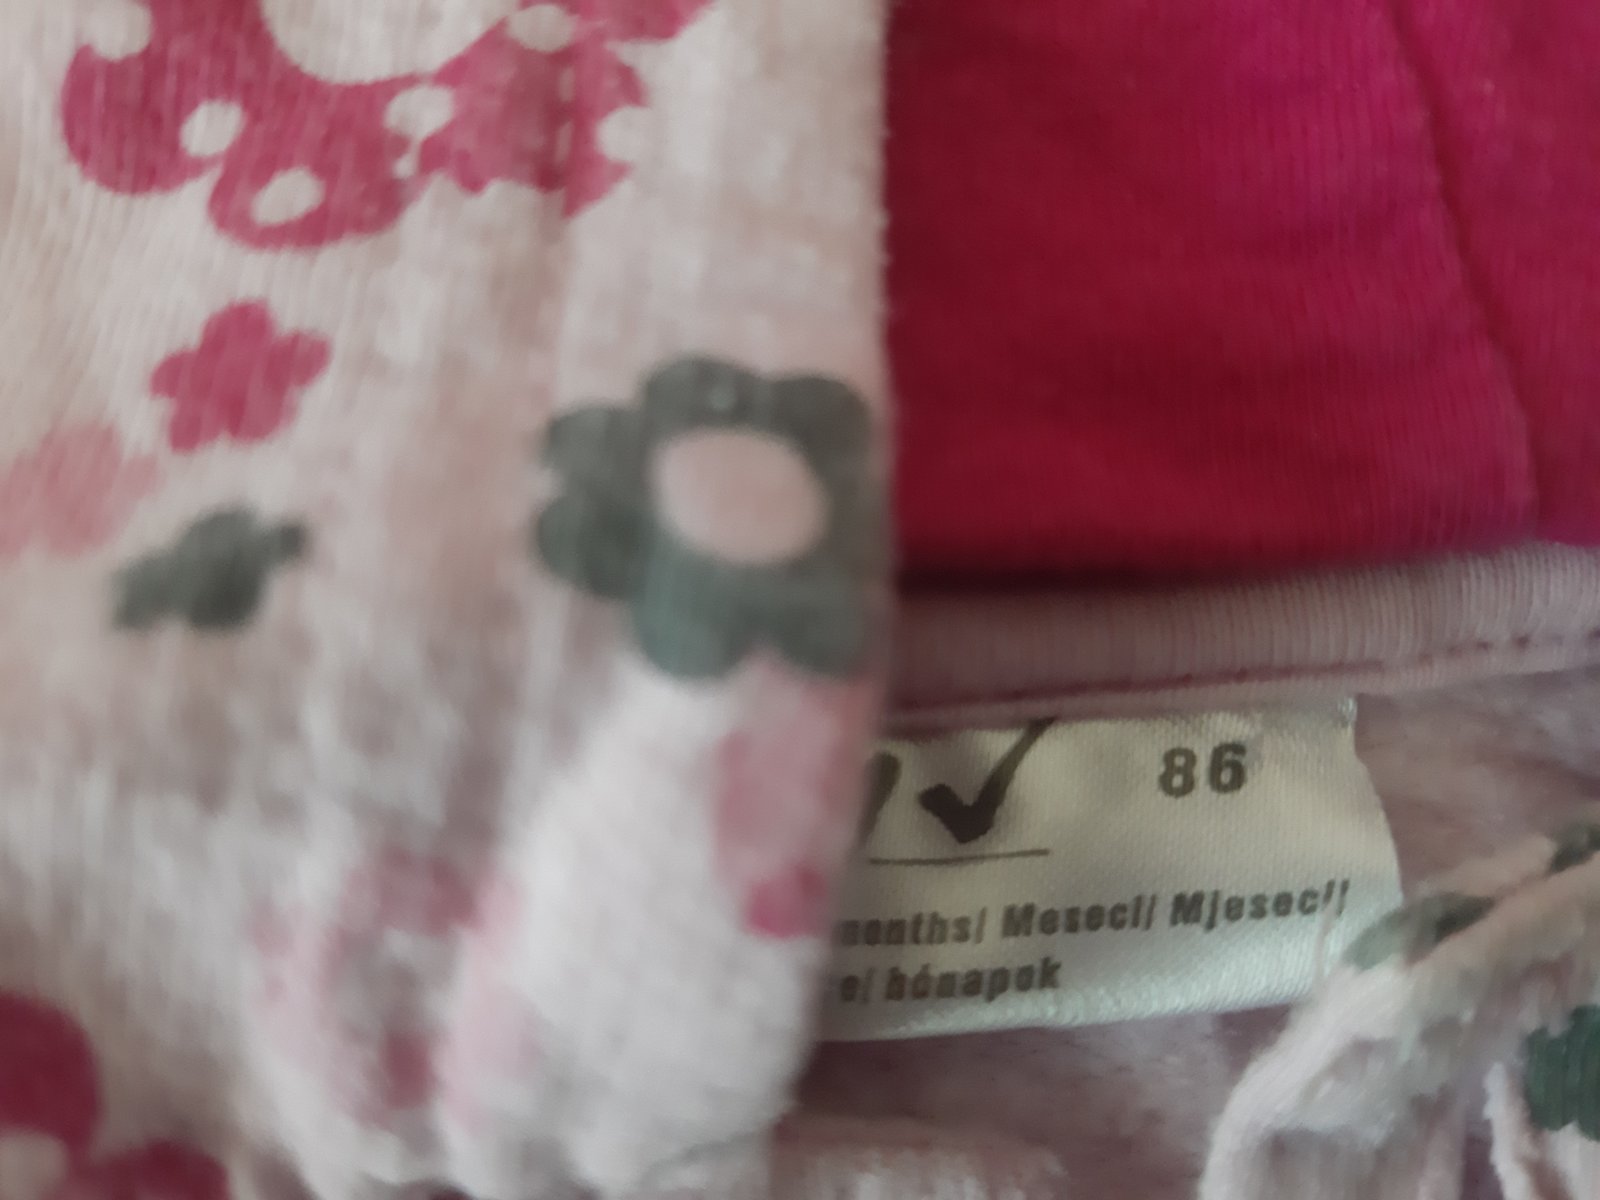 86
months/ Meseci/ Mjeseci/
hónapok